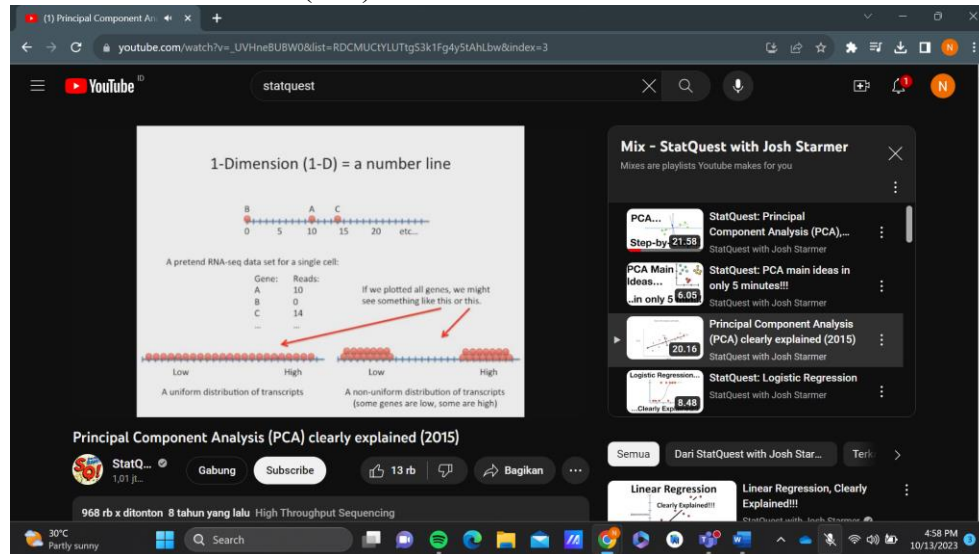 (1) Principal Component An
youtube.com/watch?v=_UVHneBUBW0&list=RDCMUCtYLUTtgS3k1Fg4y5tAhLbw&index=3
YouTube ID
statquest
1
N
1-Dimension (1-D) = a number line
B A C
0 5 10 15 20 etc...
A pretend RNA-seq data set for a single cell:
Gene: Reads:
A 10
B 0
C 14
... ...
If we plotted all genes, we might
see something like this or this.
Low High
Low High
A uniform distribution of transcripts
A non-uniform distribution of transcripts
(some genes are low, some are high)
Principal Component Analysis (PCA) clearly explained (2015)
StatQ...
1,01 jt...
Gabung
Subscribe
13 rb
Bagikan
968 rb x ditonton 8 tahun yang lalu High Throughput Sequencing
Mix - StatQuest with Josh Starmer
Mixes are playlists Youtube makes for you
PCA...
Step-by-
21.58
StatQuest: Principal
Component Analysis (PCA),...
StatQuest with Josh Starmer
PCA Main
Ideas...
..in only 5
6.05
StatQuest: PCA main ideas in
only 5 minutes!!!
StatQuest with Josh Starmer
20.16
Principal Component Analysis
(PCA) clearly explained (2015)
StatQuest with Josh Starmer
Logistic Regression...
...Clearly Exp
8.48
StatQuest: Logistic Regression
StatQuest with Josh Starmer
Semua
Dari StatQuest with Josh Star...
Terk
Linear Regression
Clearly Explained!!!
Linear Regression, Clearly
Explained!!!
StatQuest with Josh Starmer
30°C
Partly sunny
Search
4:58 PM
10/13/2023